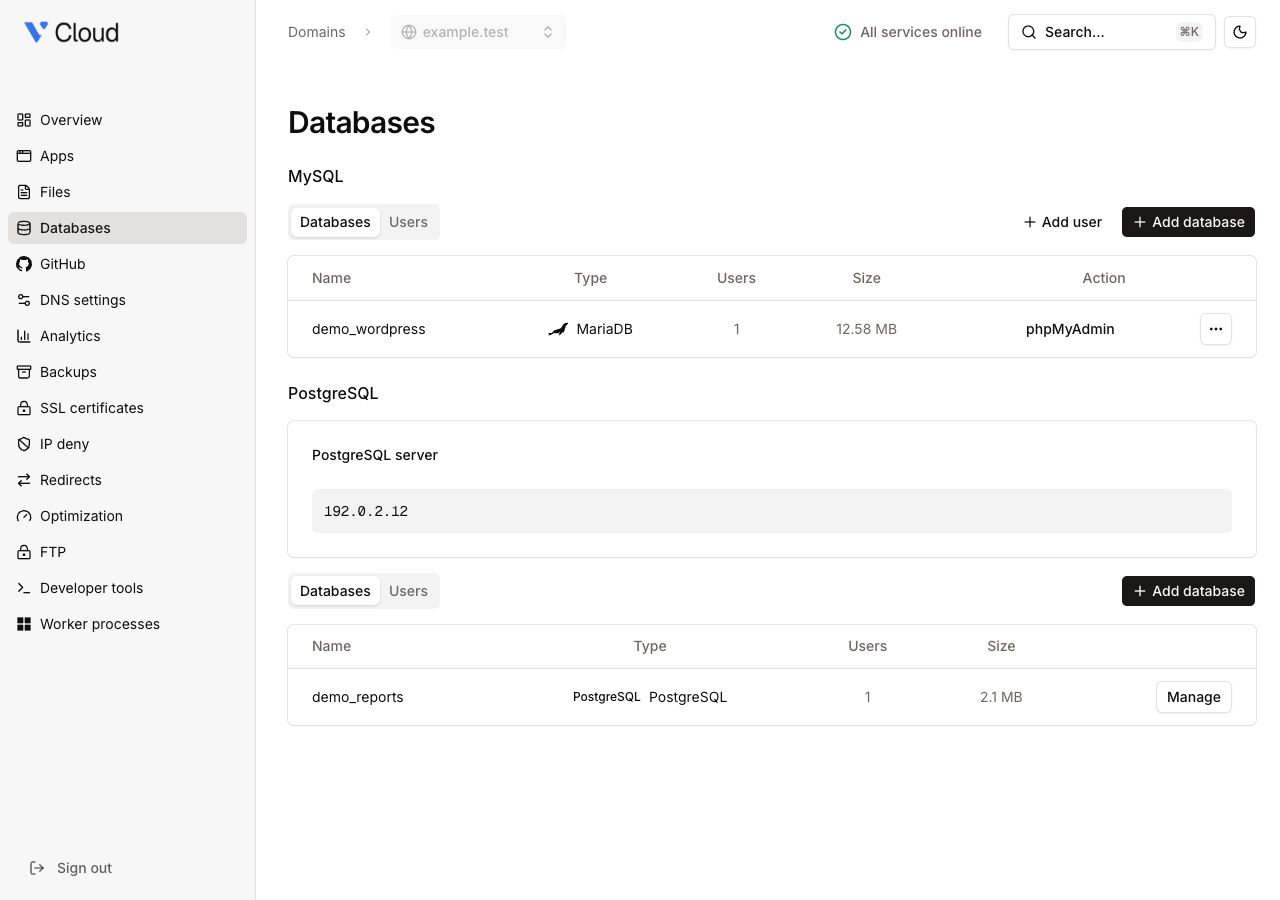 Cloud
Domains
example.test
All services online
Search...
⌘K
Overview
Apps
Files
Databases
GitHub
DNS settings
Analytics
Backups
SSL certificates
IP deny
Redirects
Optimization
FTP
Developer tools
Worker processes
Sign out
Databases
MySQL
Databases Users
+ Add user
+ Add database
Name Type Users Size Action
demo_wordpress MariaDB 1 12.58 MB phpMyAdmin
PostgreSQL
PostgreSQL server
192.0.2.12
Databases Users
+ Add database
Name Type Users Size
demo_reports PostgreSQL PostgreSQL 1 2.1 MB Manage